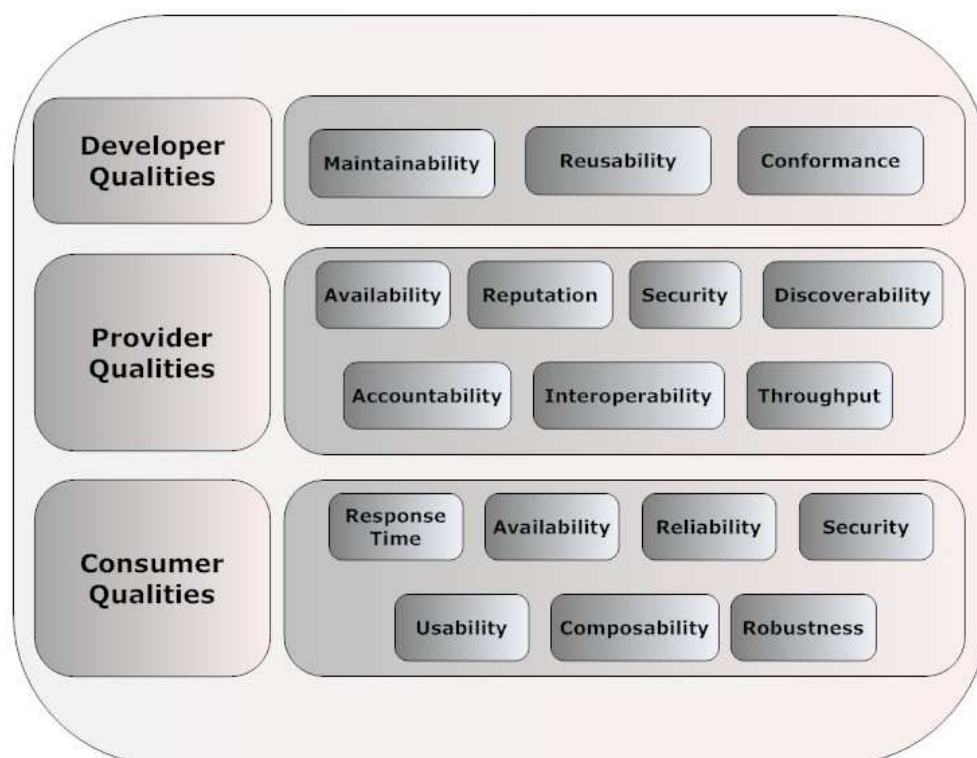 Developer
Qualities
Maintainability
Reusability
Conformance
Provider
Qualities
Availability
Reputation
Security
Discoverability
Accountability
Interoperability
Throughput
Consumer
Qualities
Response
Time
Availability
Reliability
Security
Usability
Composability
Robustness